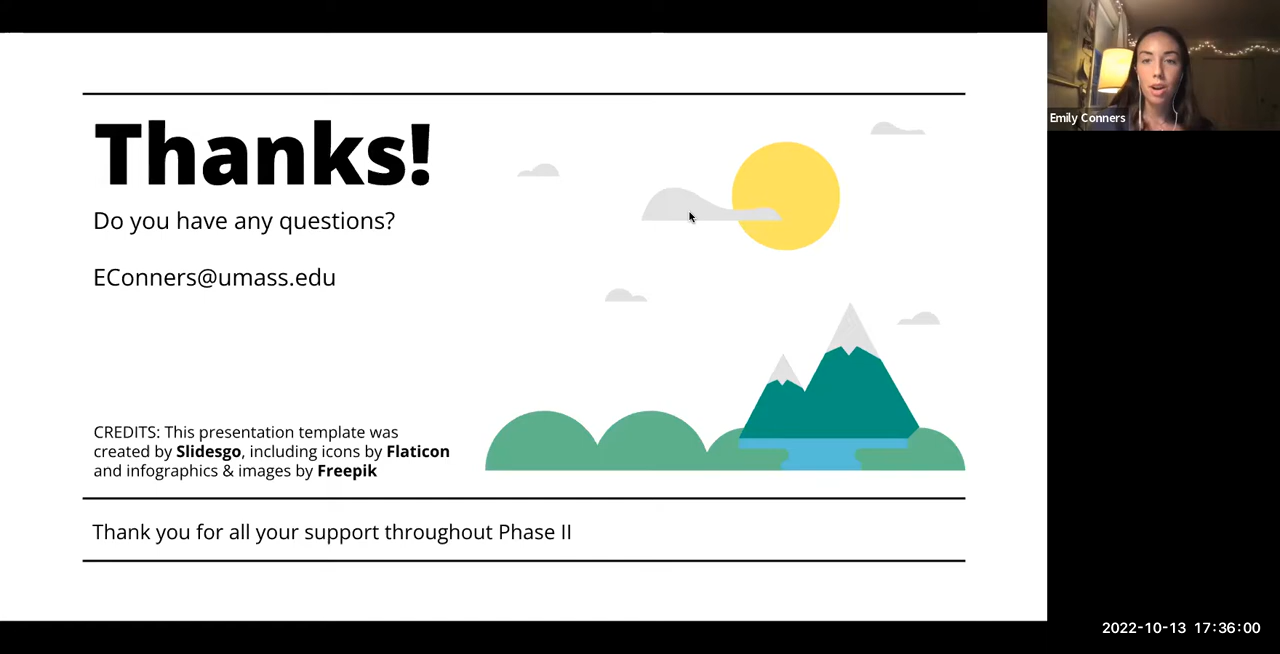 Thanks!
Do you have any questions?
EConners@umass.edu
CREDITS: This presentation template was
created by Slidesgo, including icons by Flaticon
and infographics & images by Freepik
Thank you for all your support throughout Phase II
Emily Conners
2022-10-13 17:36:00